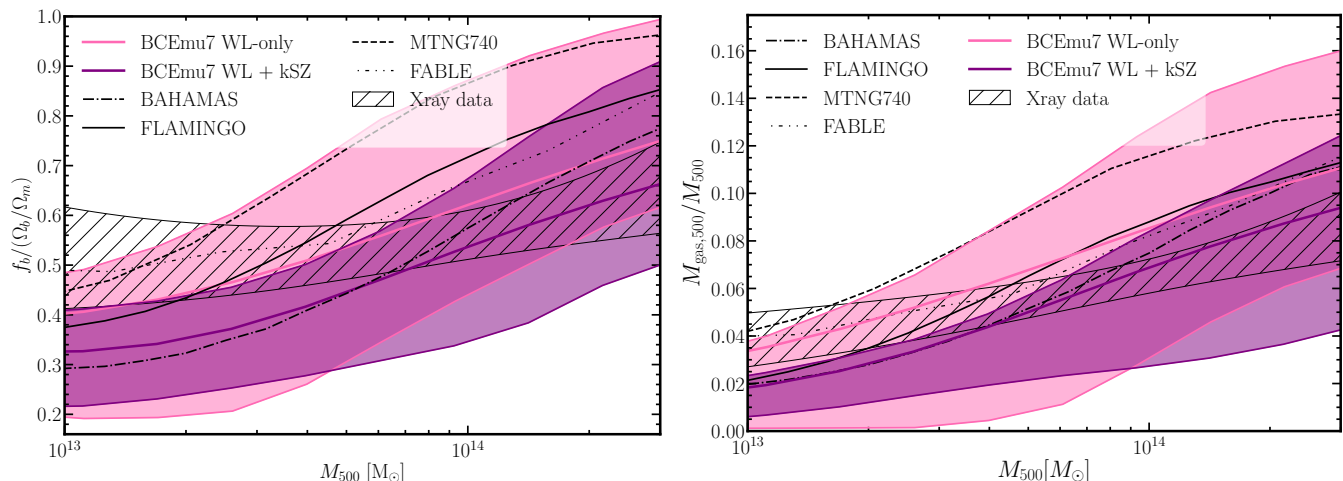 1.0
0.9
0.8
0.7
0.6
0.5
0.4
0.3
0.2
f_b/(Ω_b/Ω_m)
BCEmu7 WL-only
BCEmu7 WL + kSZ
BAHAMAS
FLAMINGO
MTNG740
FABLE
Xray data
10^13
10^14
M_500 [M_⊙]
0.16
0.14
0.12
0.10
0.08
0.06
0.04
0.02
0.00
M_gas,500/M_500
BAHAMAS
FLAMINGO
MTNG740
FABLE
BCEmu7 WL-only
BCEmu7 WL + kSZ
Xray data
10^13
10^14
M_500[M_⊙]